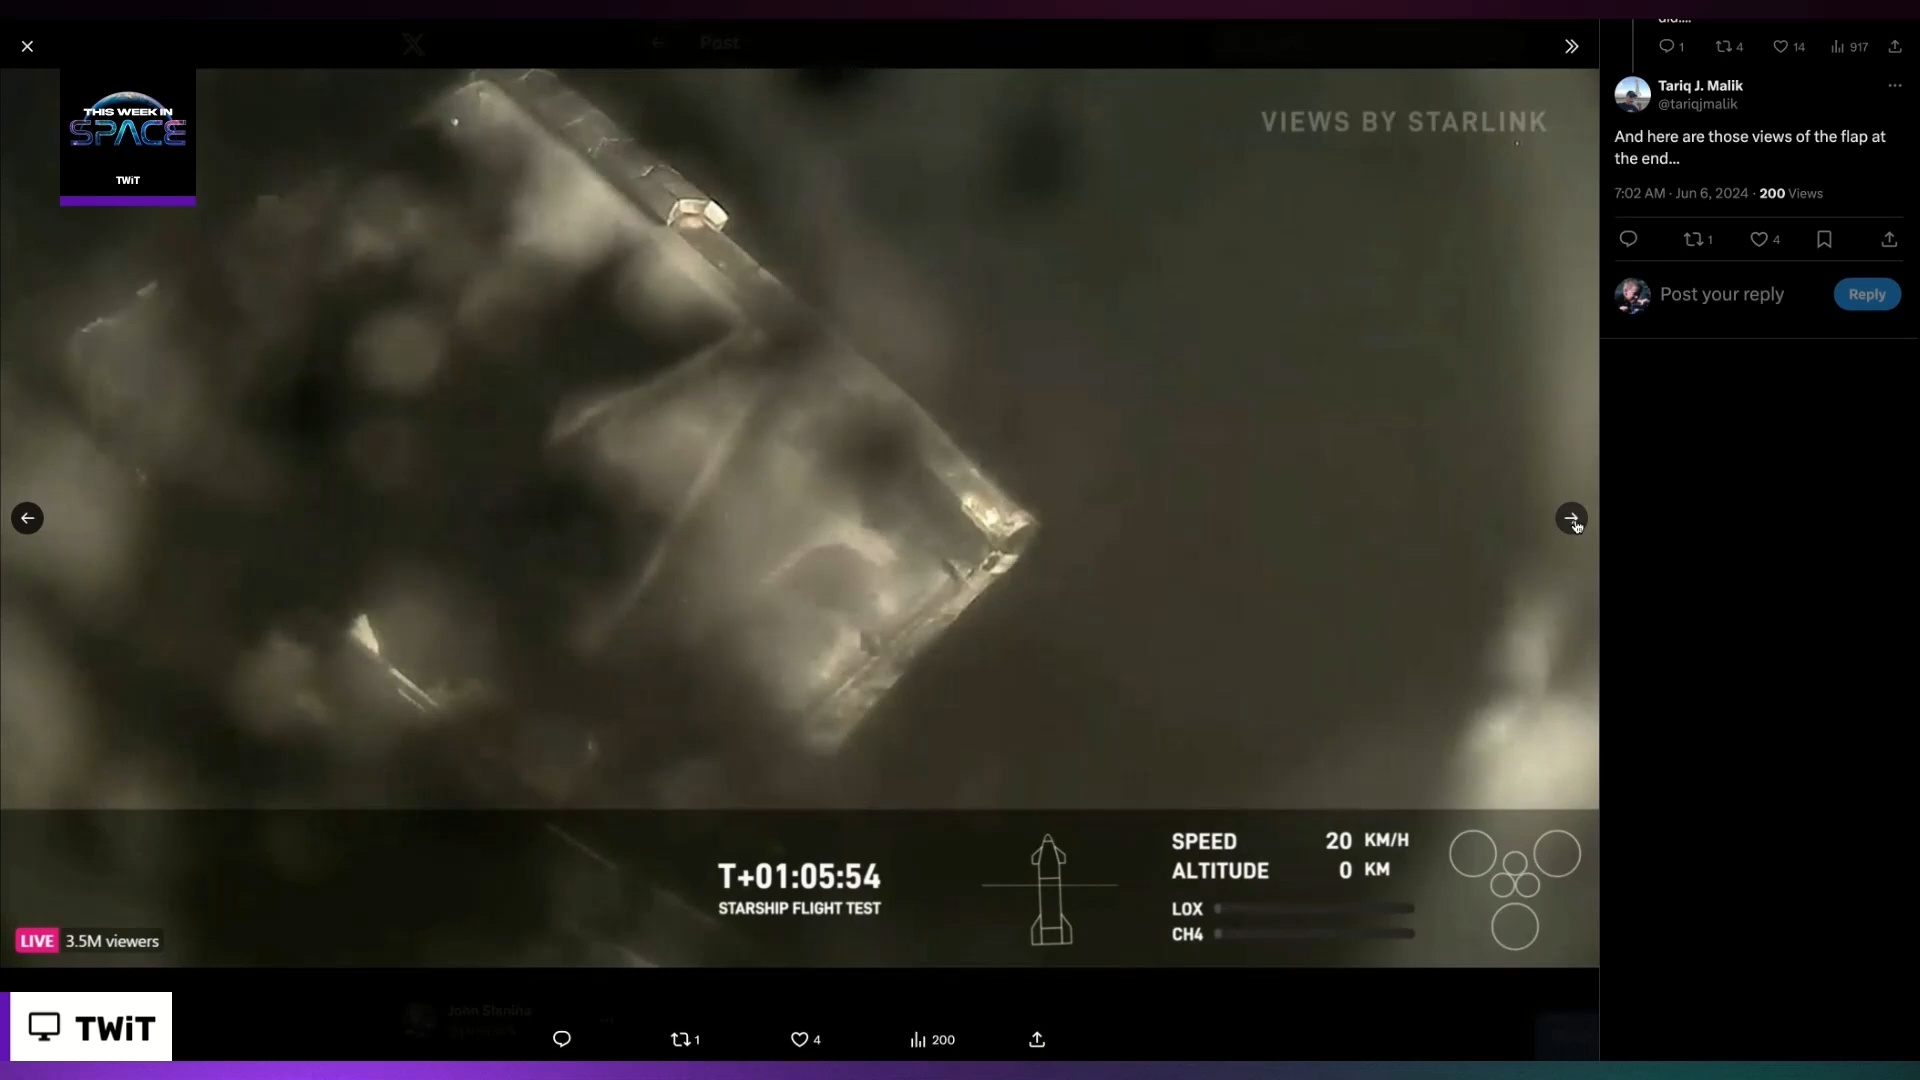 Post
did....
1 4 14 917
THIS WEEK IN
SPACE
TWiT
VIEWS BY STARLINK
Tariq J. Malik
@tariqjmalik
And here are those views of the flap at
the end...
7:02 AM · Jun 6, 2024 · 200 Views
1 4
Post your reply
Reply
T+01:05:54
STARSHIP FLIGHT TEST
SPEED 20 KM/H
ALTITUDE 0 KM
LOX
CH4
LIVE 3.5M viewers
TWiT
1 4 200